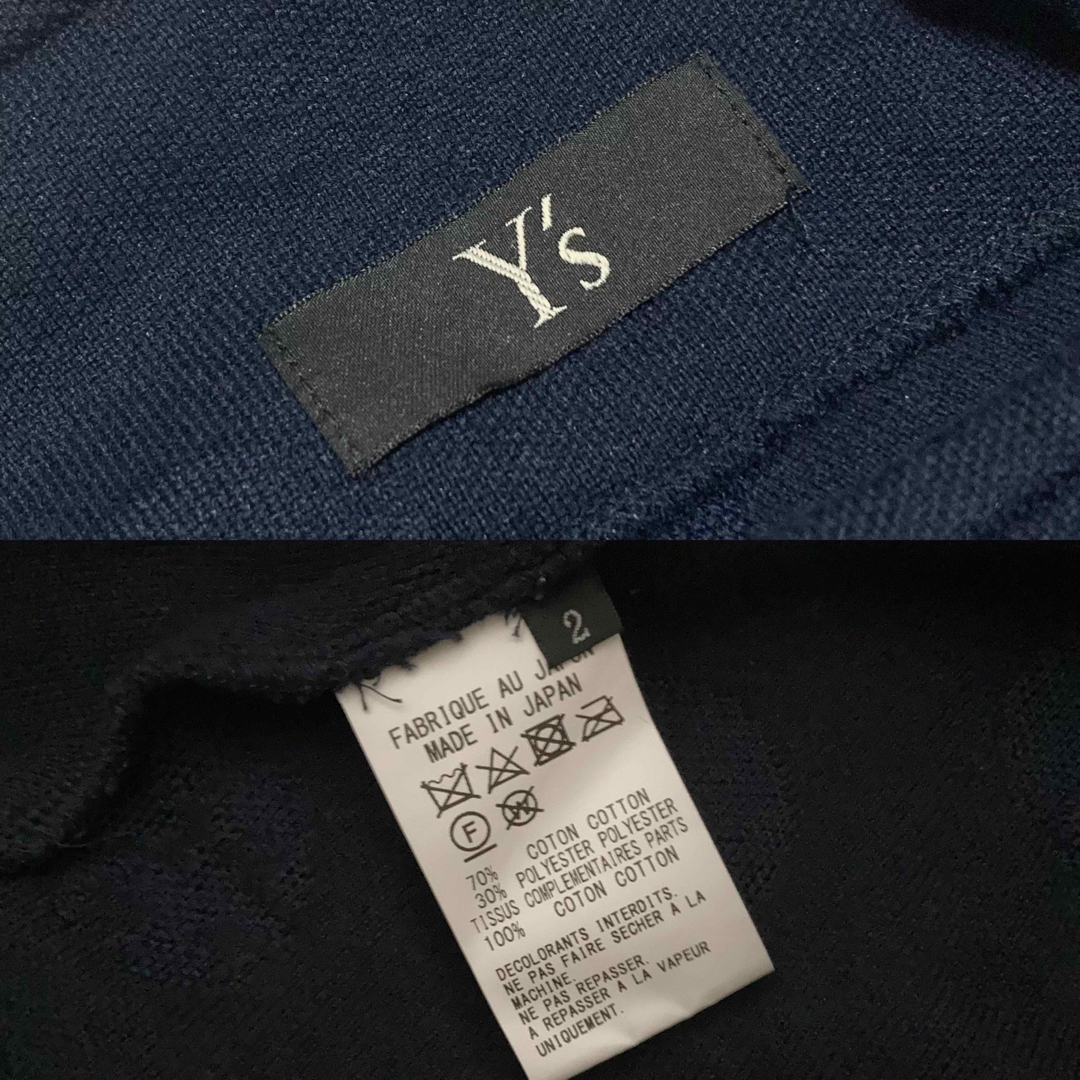 Y's
2
FABRIQUE AU JAPON
MADE IN JAPAN
F
W
70% COTON COTTON
30% POLYESTER POLYESTER
TISSUS COMPLEMENTAIRES PARTS
100% COTON COTTON
DECOLORANTS INTERDITS.
NE PAS FAIRE SECHER A LA
MACHINE.
NE PAS REPASSER.
A REPASSER A LA VAPEUR
UNIQUEMENT.